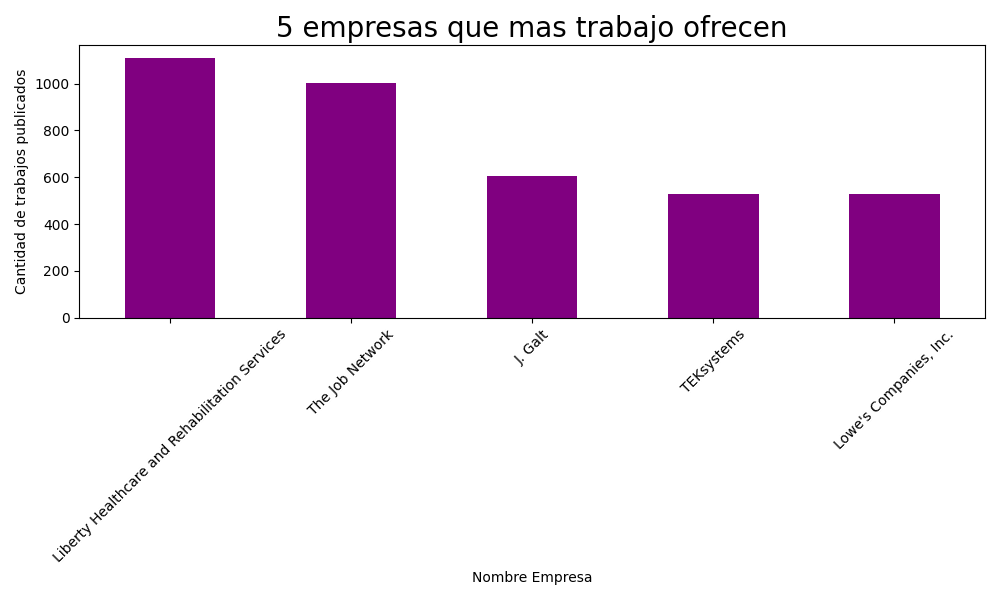 5 empresas que mas trabajo ofrecen
Cantidad de trabajos publicados
1000
800
600
400
200
0
Liberty Healthcare and Rehabilitation Services
The Job Network
J. Galt
TEKsystems
Lowe's Companies, Inc.
Nombre Empresa